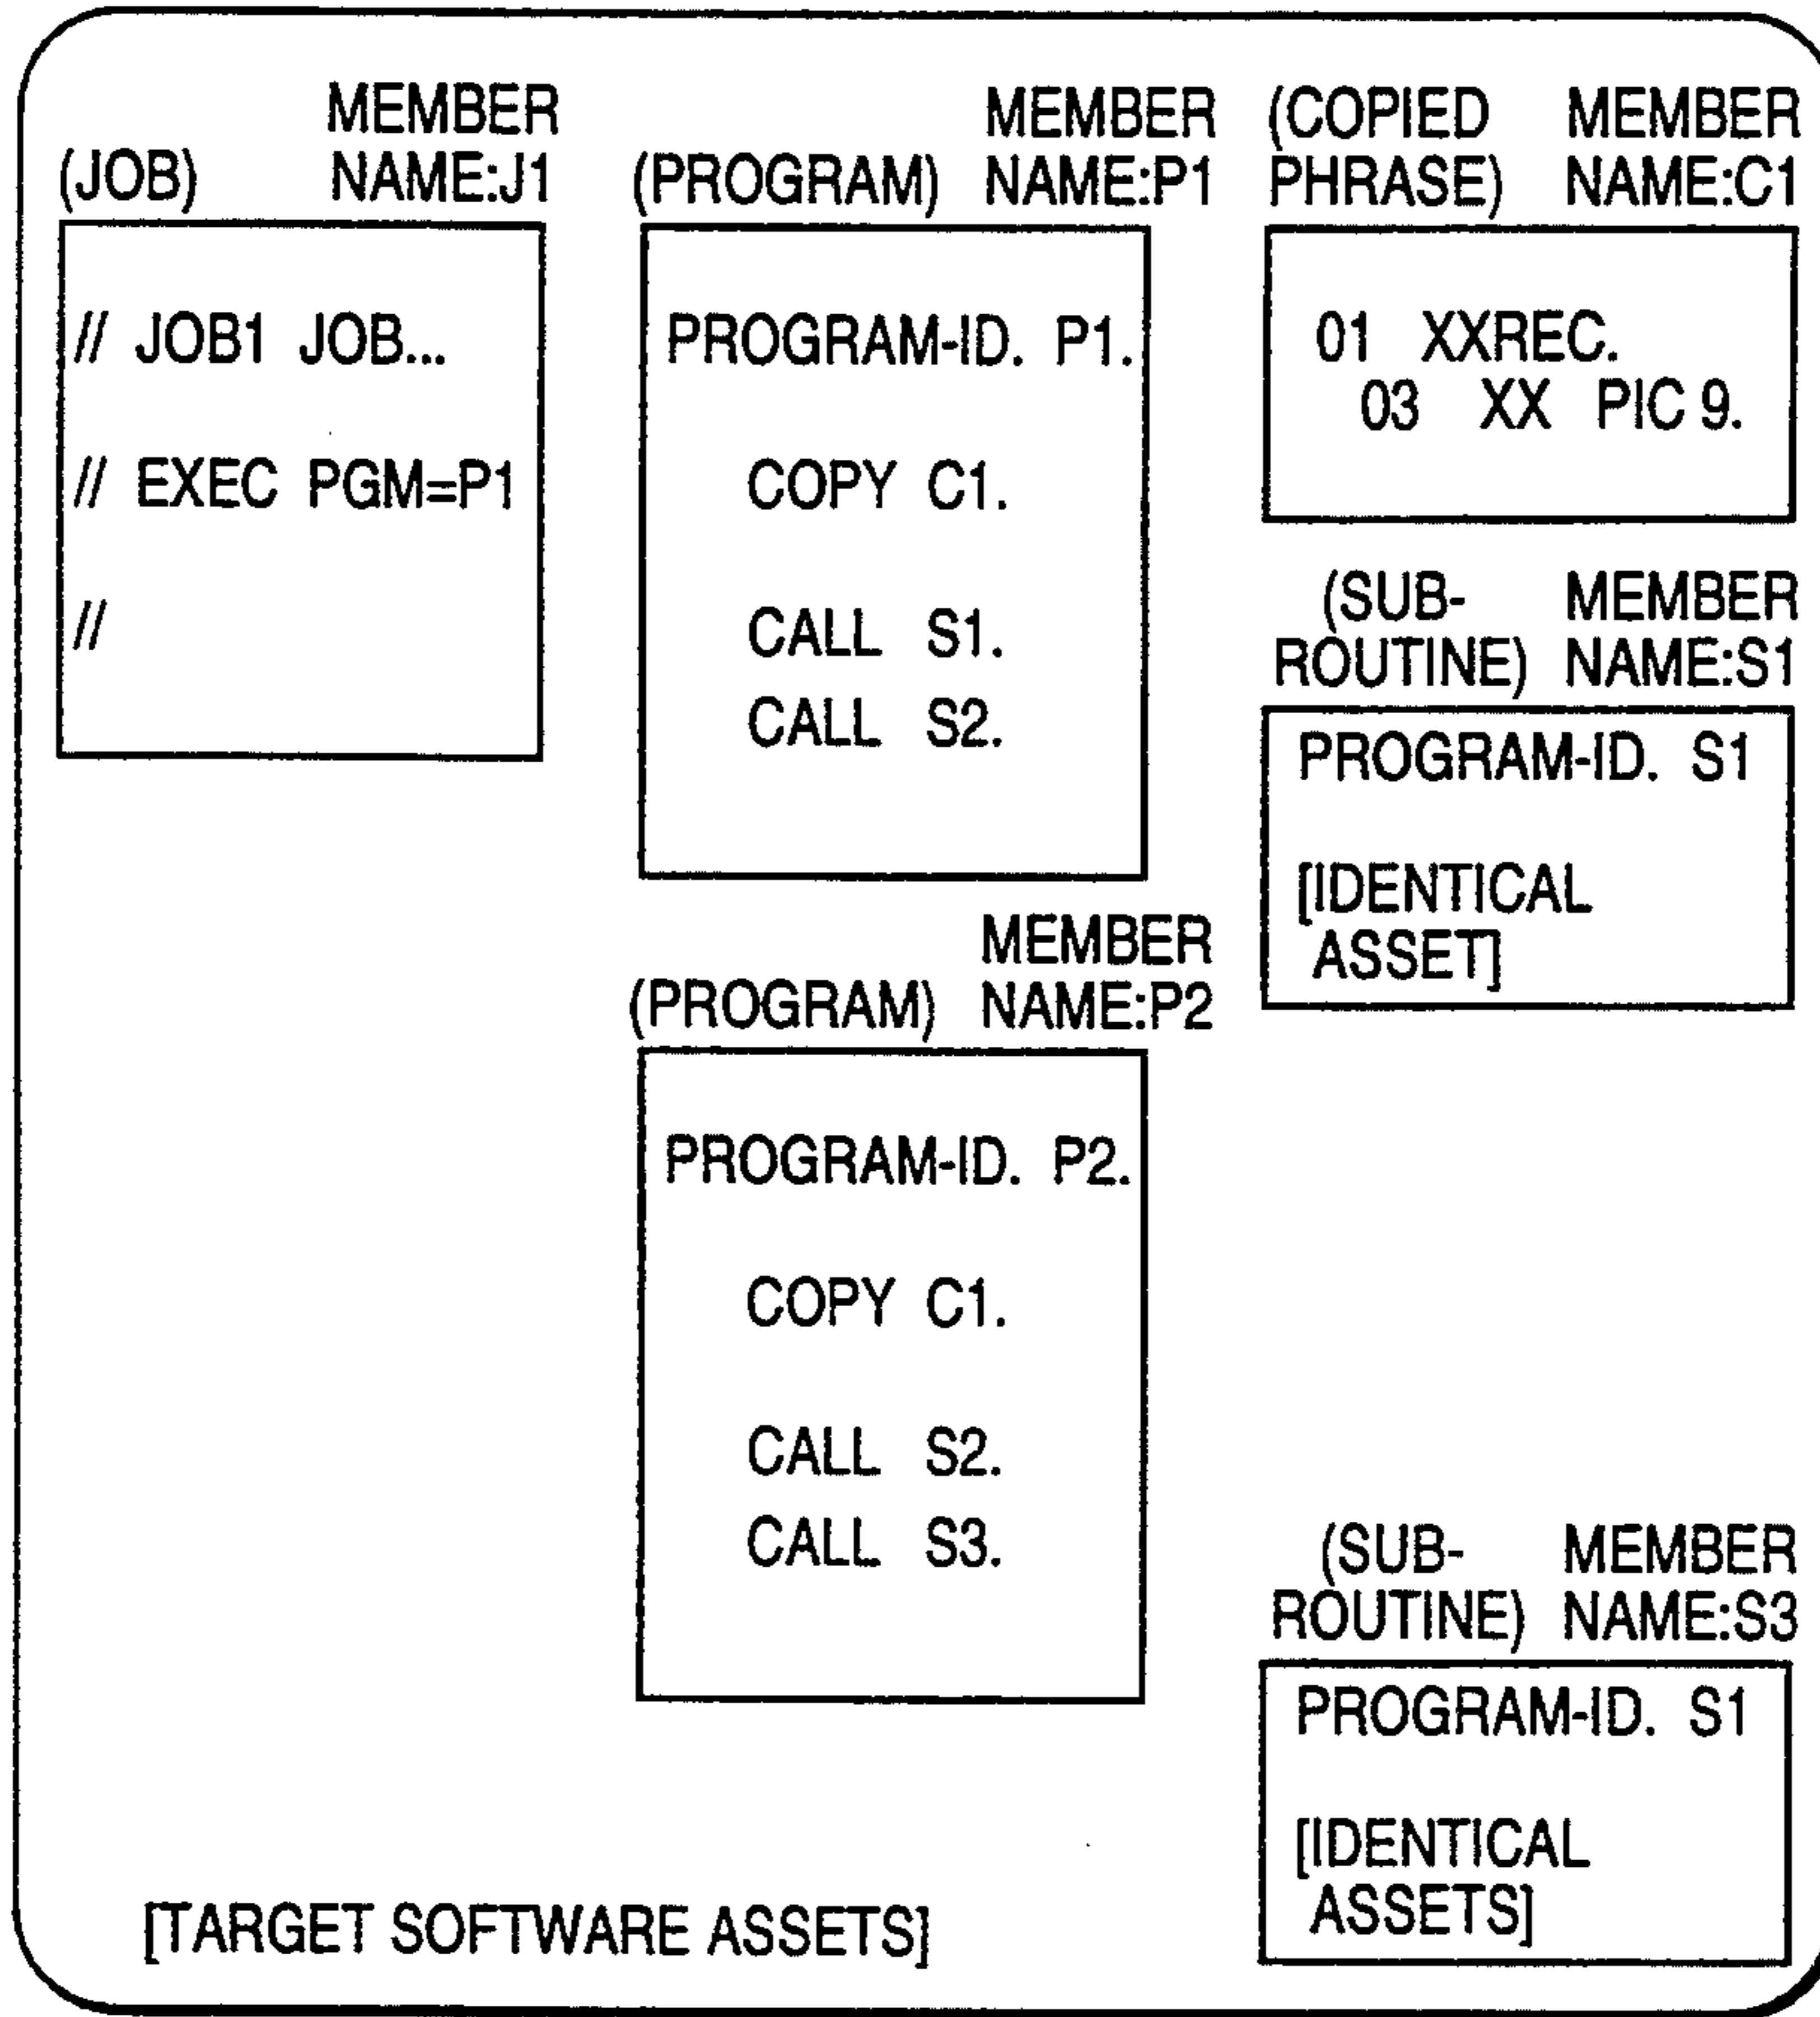 MEMBER
(JOB) NAME:J1
// JOB1 JOB...
// EXEC PGM=P1
//
MEMBER
(PROGRAM) NAME:P1
PROGRAM-ID. P1.
COPY C1.
CALL S1.
CALL S2.
MEMBER
(PROGRAM) NAME:P2
PROGRAM-ID. P2.
COPY C1.
CALL S2.
CALL S3.
(COPIED MEMBER
PHRASE) NAME:C1
01 XXREC.
03 XX PIC 9.
(SUB- MEMBER
ROUTINE) NAME:S1
PROGRAM-ID. S1
[IDENTICAL
ASSET]
(SUB- MEMBER
ROUTINE) NAME:S3
PROGRAM-ID. S1
[IDENTICAL
ASSETS]
[TARGET SOFTWARE ASSETS]